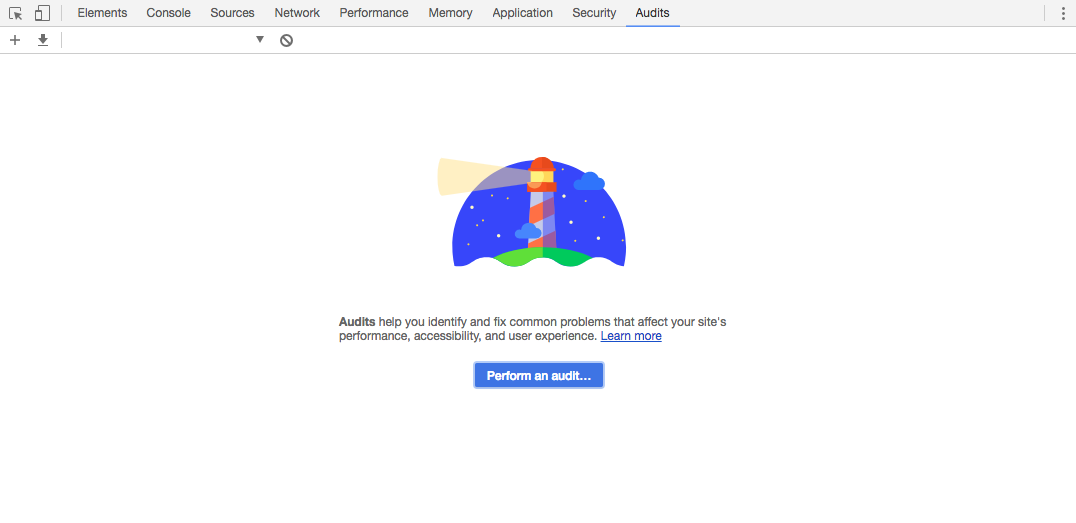 Elements Console Sources Network Performance Memory Application Security Audits
Audits help you identify and fix common problems that affect your site's
performance, accessibility, and user experience. Learn more
Perform an audit…